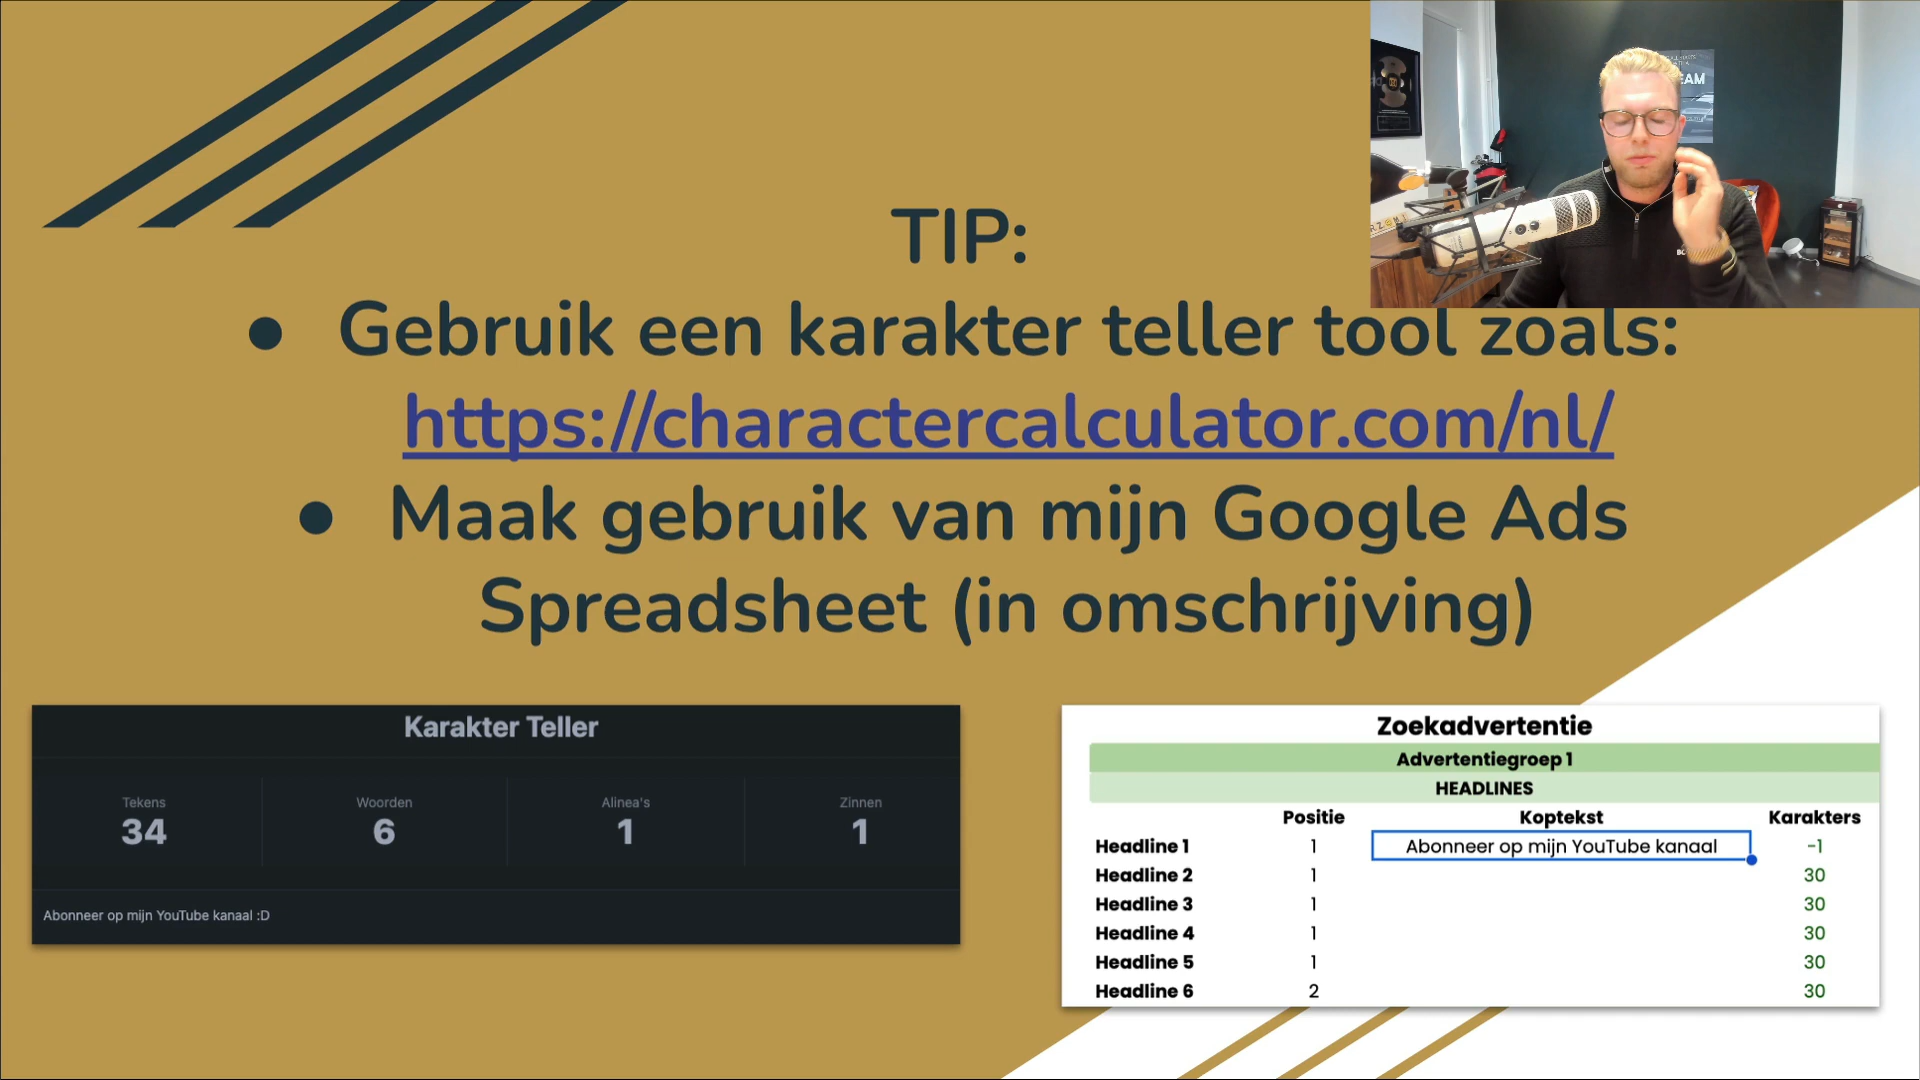 TIP:
● Gebruik een karakter teller tool zoals:
https://charactercalculator.com/nl/
● Maak gebruik van mijn Google Ads
Spreadsheet (in omschrijving)
Karakter Teller
Tekens Woorden Alinea's Zinnen
34 6 1 1
Abonneer op mijn YouTube kanaal :D
Zoekadvertentie
Advertentiegroep 1
HEADLINES
Positie Koptekst Karakters
Headline 1 1 Abonneer op mijn YouTube kanaal -1
Headline 2 1 30
Headline 3 1 30
Headline 4 1 30
Headline 5 1 30
Headline 6 2 30